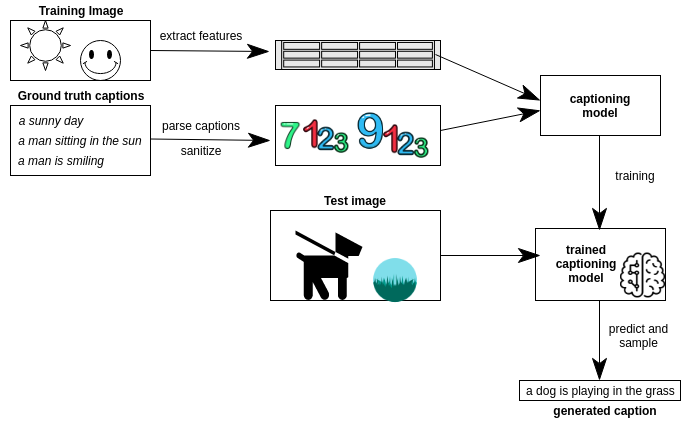 Training Image
extract features
Ground truth captions
a sunny day
a man sitting in the sun
a man is smiling
parse captions
sanitize
7123 9123
captioning
model
training
Test image
trained
captioning
model
predict and
sample
a dog is playing in the grass
generated caption